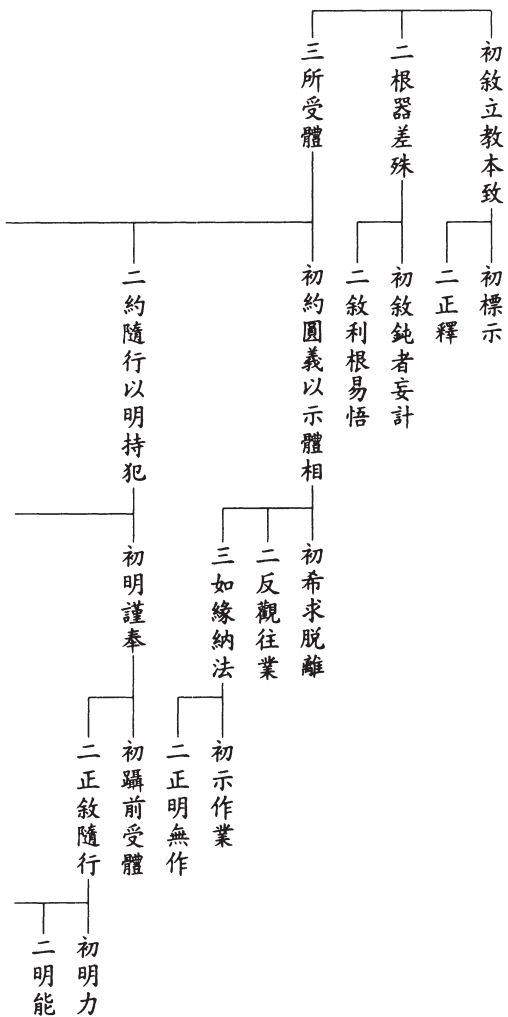 初敘立教本致
初標示
二正釋
二根器差殊
初敘鈍者妄計
二敘利根易悟
三所受體
初約圓義以示體相
初希求脫離
二反觀往業
三如緣納法
初示作業
二正明無作
二約隨行以明持犯
初明謹奉
初躡前受體
二正敘隨行
初明力
二明能